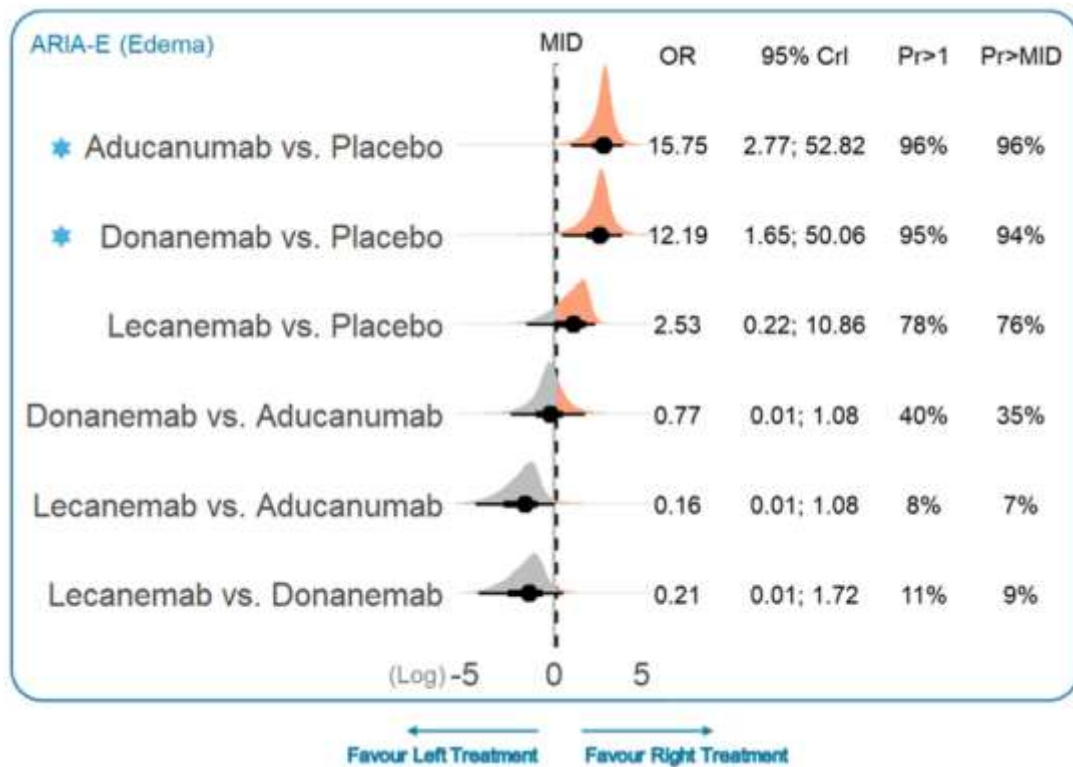 ARIA-E (Edema) MID OR 95% CrI Pr>1 Pr>MID
Aducanumab vs. Placebo 15.75 2.77; 52.82 96% 96%
Donanemab vs. Placebo 12.19 1.65; 50.06 95% 94%
Lecanemab vs. Placebo 2.53 0.22; 10.86 78% 76%
Donanemab vs. Aducanumab 0.77 0.01; 1.08 40% 35%
Lecanemab vs. Aducanumab 0.16 0.01; 1.08 8% 7%
Lecanemab vs. Donanemab 0.21 0.01; 1.72 11% 9%
(Log) -5 0 5
Favour Left Treatment Favour Right Treatment